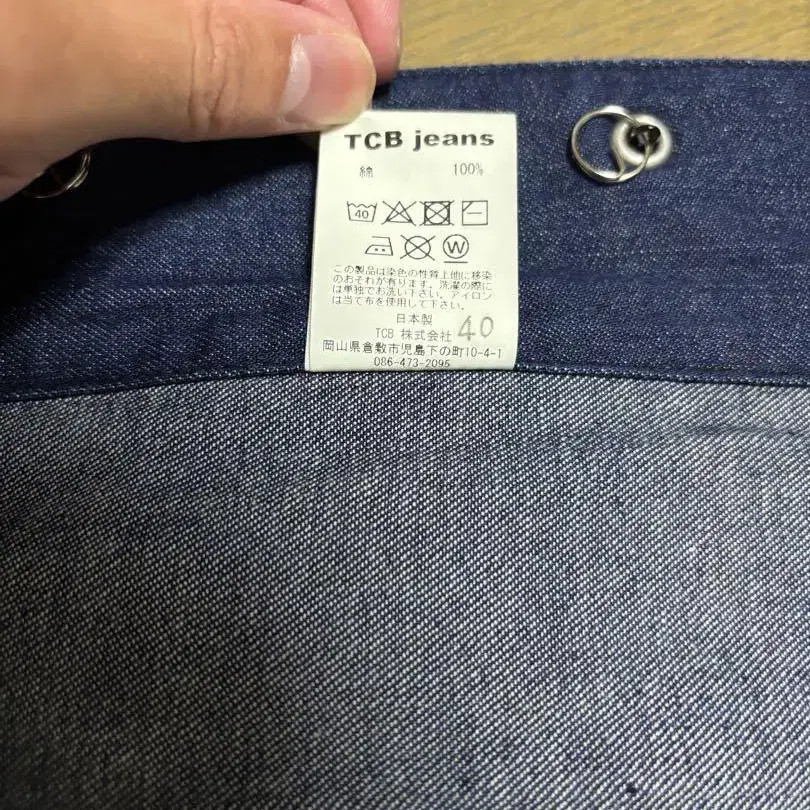 TCB jeans
綿 100%
40
W
この製品は染色の性質上他に移染
のおそれが有ります。洗濯の際に
は単独でお洗い下さい。アイロン
は当て布を使用して下さい。
日本製
TCB 株式会社 40
岡山県倉敷市児島下の町10-4-1
086-473-2095